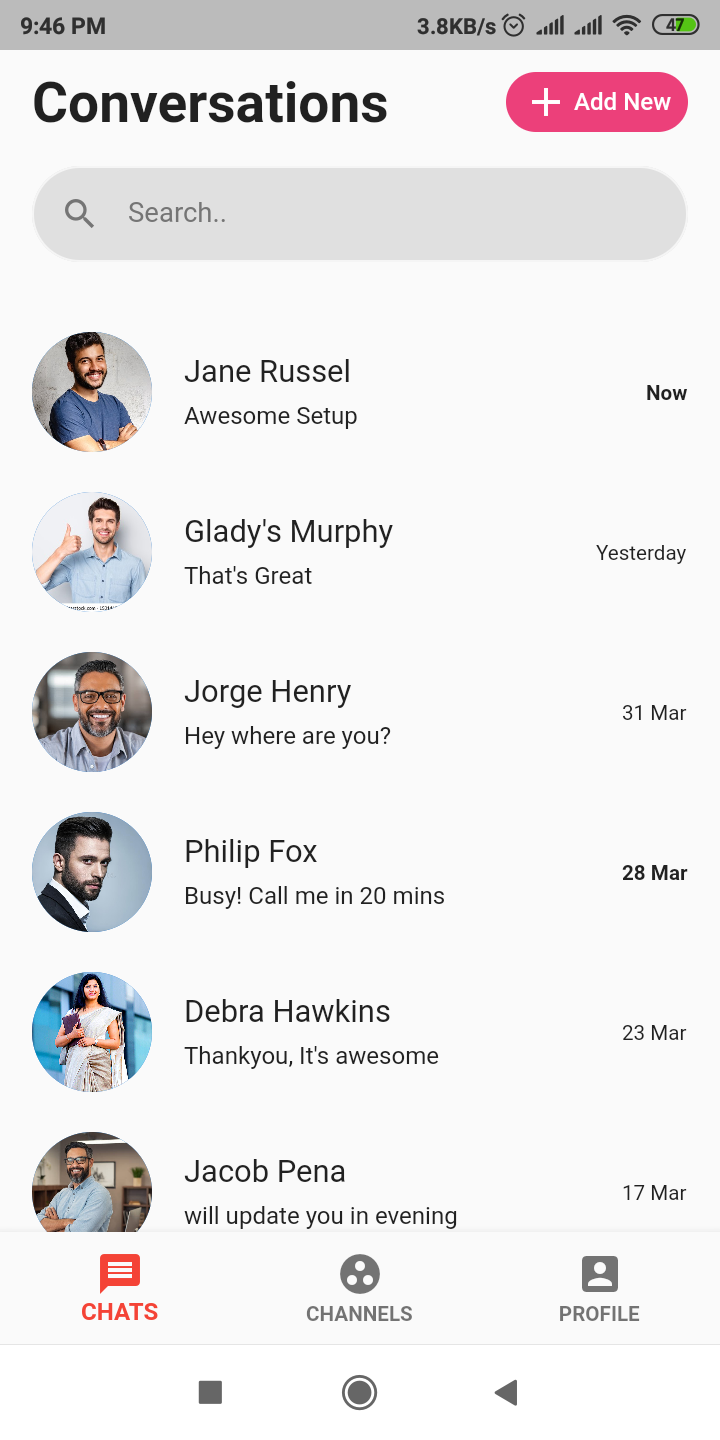 9:46 PM 3.8KB/s 47
Conversations
Add New
Search..
Jane Russel
Awesome Setup
Now
Glady's Murphy
That's Great
Yesterday
Jorge Henry
Hey where are you?
31 Mar
Philip Fox
Busy! Call me in 20 mins
28 Mar
Debra Hawkins
Thankyou, It's awesome
23 Mar
Jacob Pena
will update you in evening
17 Mar
CHATS
CHANNELS
PROFILE